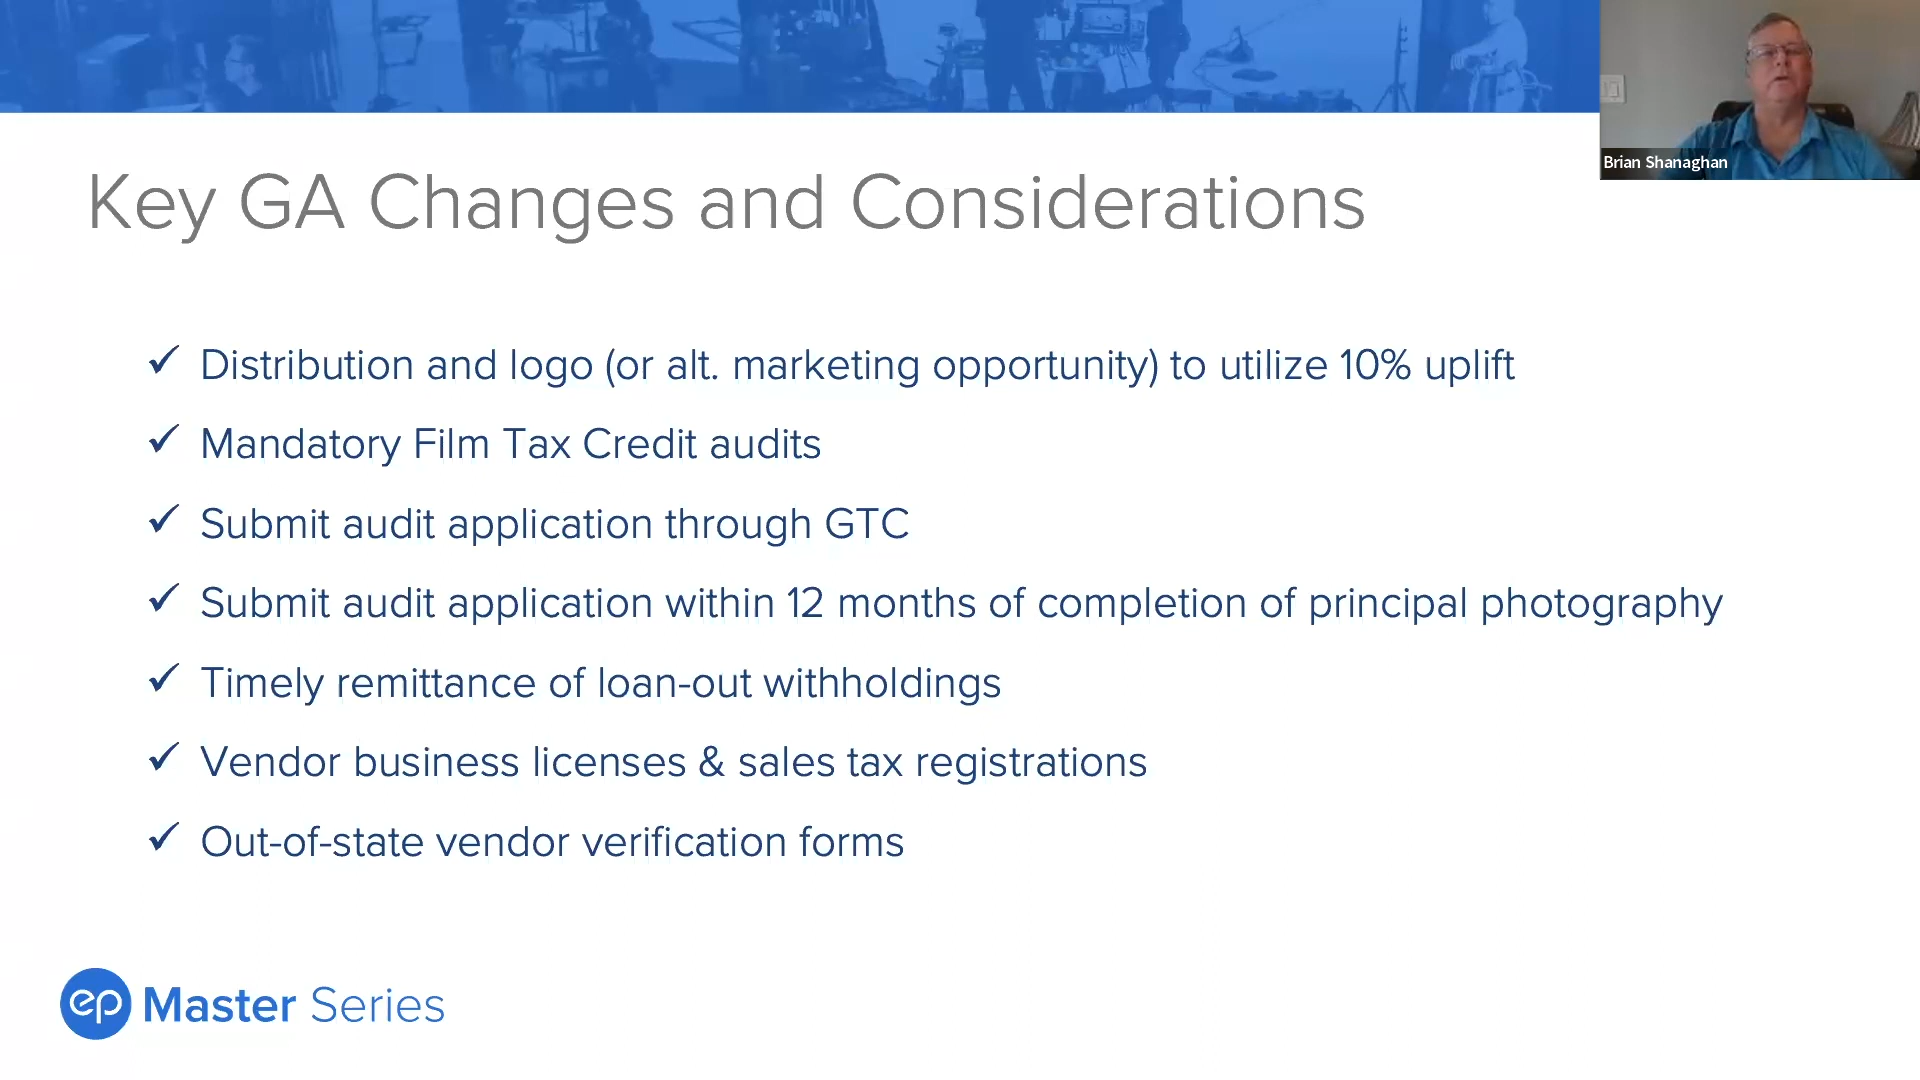 Brian Shanaghan
Key GA Changes and Considerations
✓ Distribution and logo (or alt. marketing opportunity) to utilize 10% uplift
✓ Mandatory Film Tax Credit audits
✓ Submit audit application through GTC
✓ Submit audit application within 12 months of completion of principal photography
✓ Timely remittance of loan-out withholdings
✓ Vendor business licenses & sales tax registrations
✓ Out-of-state vendor verification forms
ep Master Series